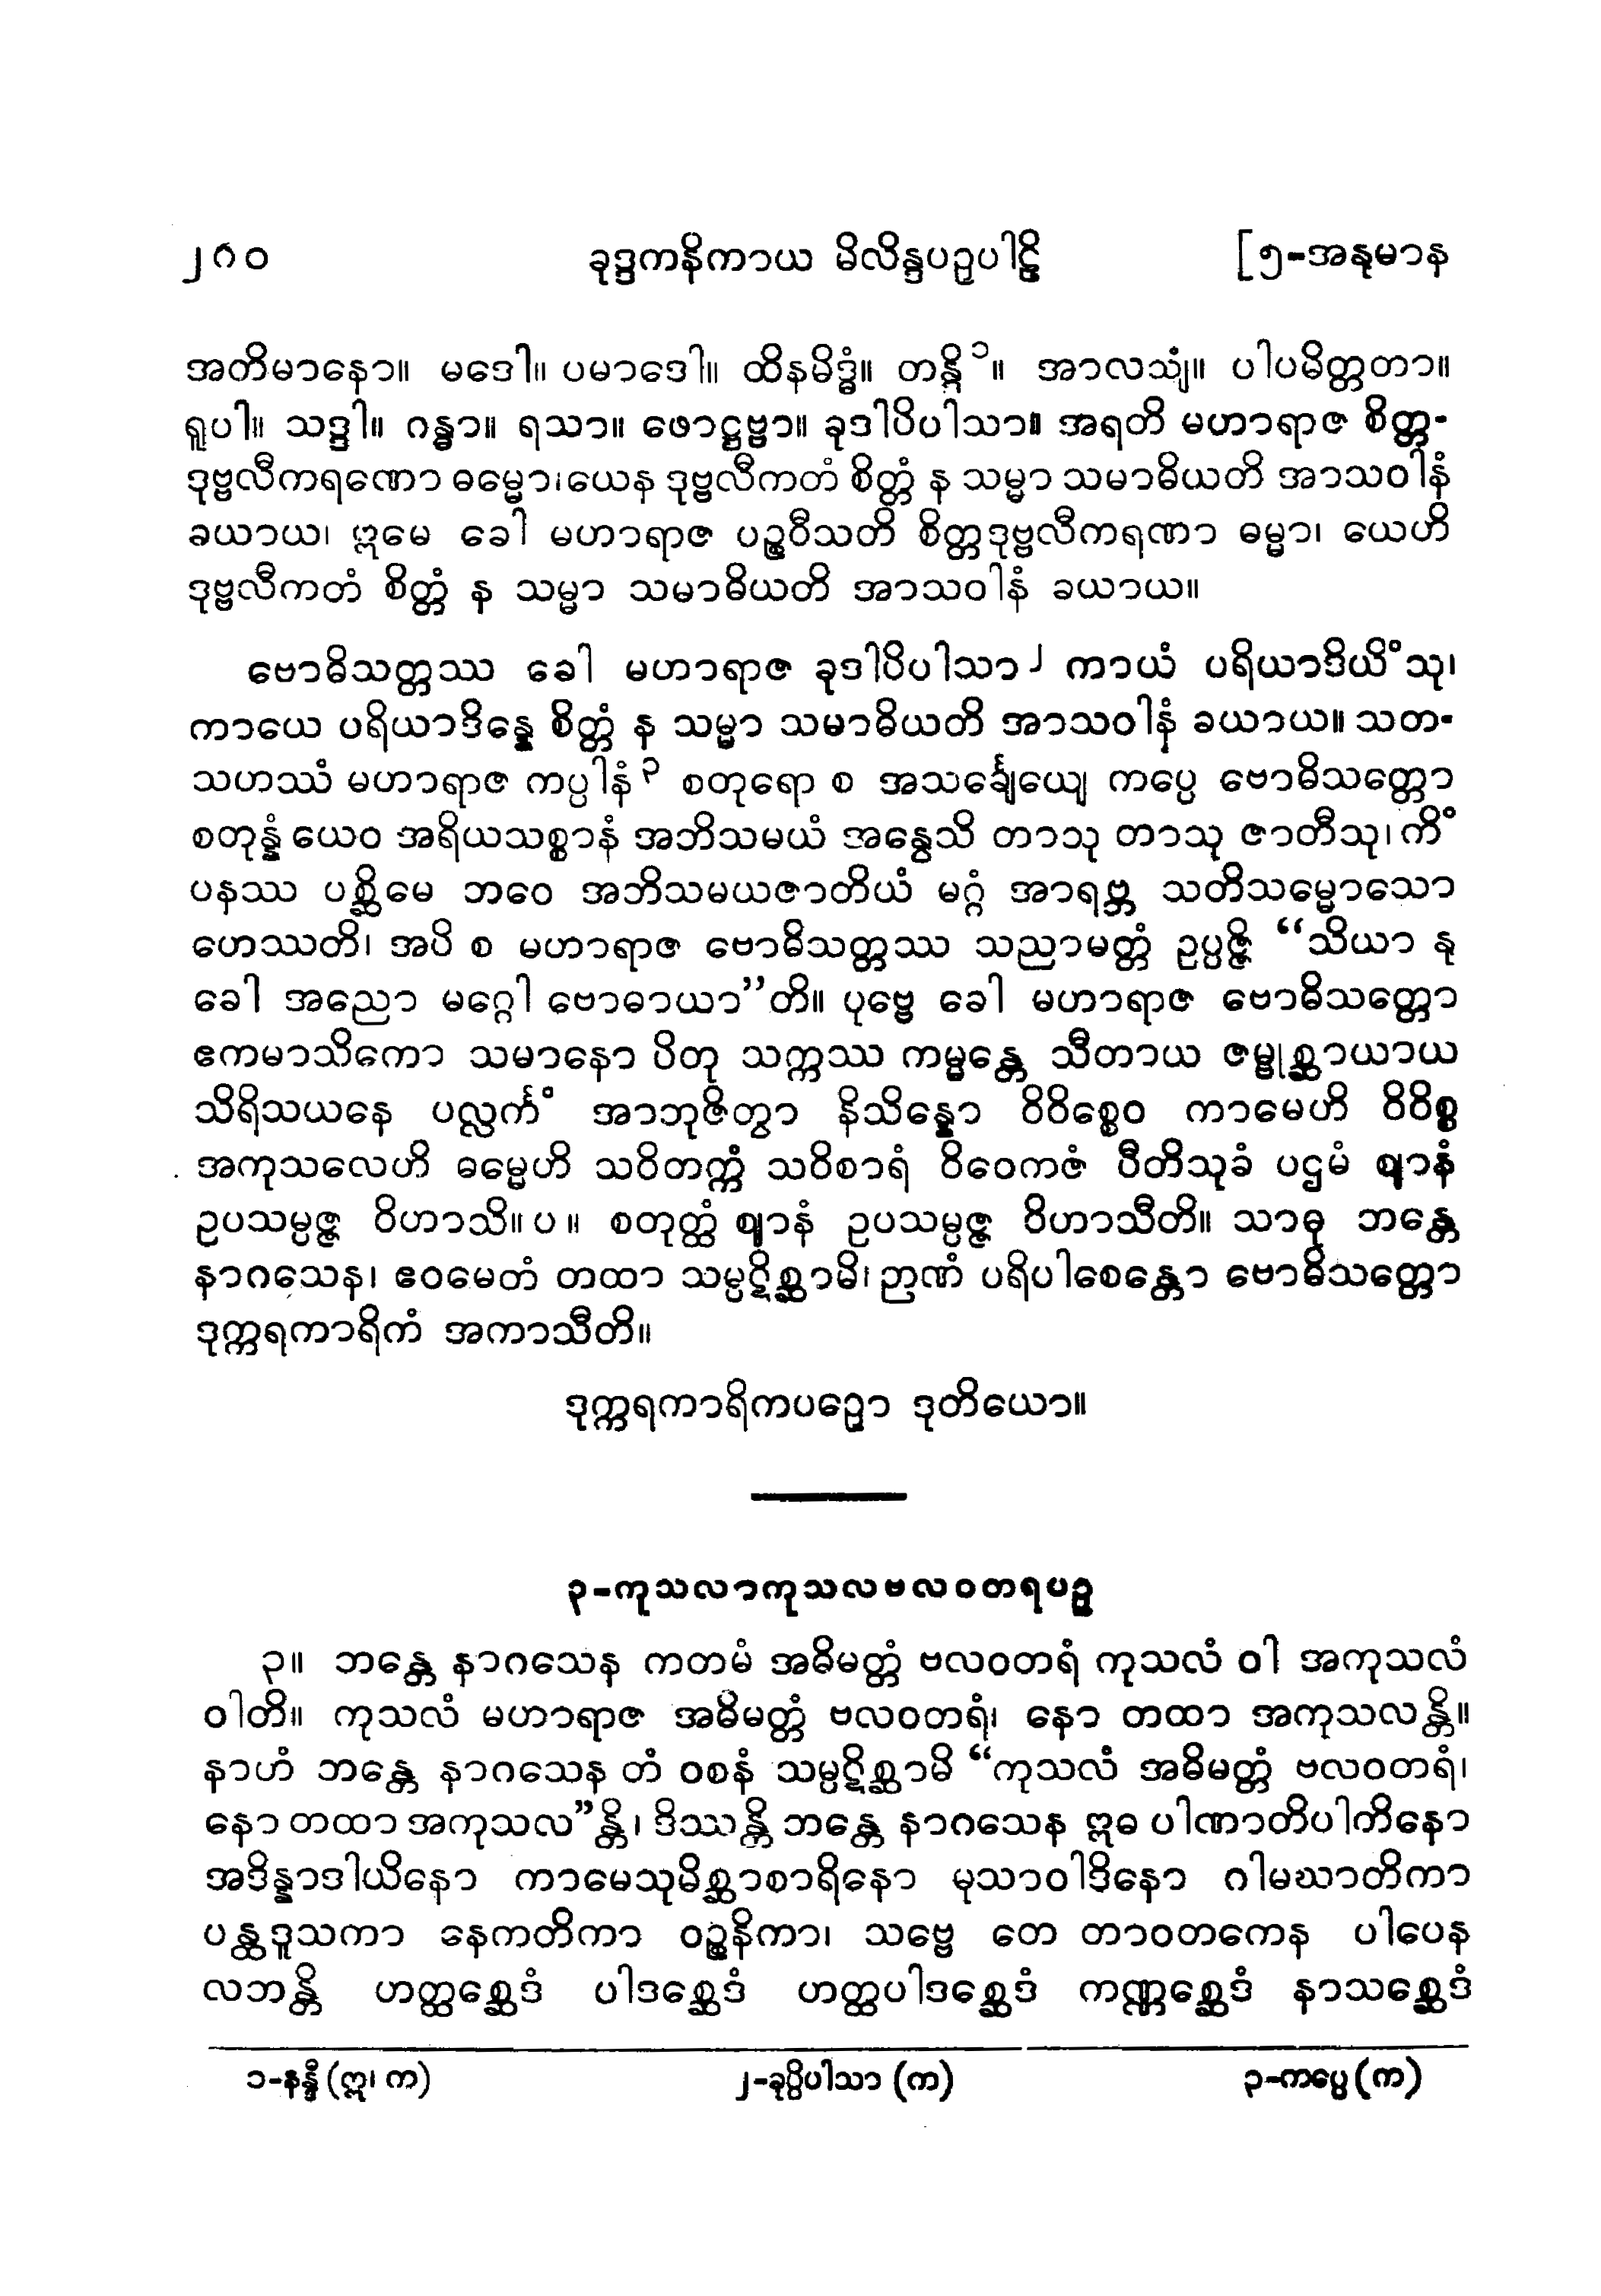 ၂၈၀ ခုဒ္ဒကနိကာယ မိလိန္ဒပဉှပါဠိ [၅-အနုမာန
အတိမာနော။ မဒေါ။ ပမာဒေါ။ ထိနမိဒ္ဓံ။ တန္ဒိ၁။ အာလသျံ။ ပါပမိတ္တတာ။
ရူပါ။ သဒ္ဒါ။ ဂန္ဓာ။ ရသာ။ ဖောဋ္ဌဗ္ဗာ။ ခုဒါပိပါသာ။ အရတိ မဟာရာဇ စိတ္တ-
ဒုဗ္ဗလီကရဏော ဓမ္မော၊ ယေန ဒုဗ္ဗလီကတံ စိတ္တံ န သမ္မာ သမာဓိယတိ အာသဝါနံ
ခယာယ၊ ဣမေ ခေါ မဟာရာဇ ပဉ္စဝီသတိ စိတ္တဒုဗ္ဗလီကရဏာ ဓမ္မာ၊ ယေဟိ
ဒုဗ္ဗလီကတံ စိတ္တံ န သမ္မာ သမာဓိယတိ အာသဝါနံ ခယာယ။
ဗောဓိသတ္တဿ ခေါ မဟာရာဇ ခုဒါပိပါသာ၂ ကာယံ ပရိယာဒိယိံသု၊
ကာယေ ပရိယာဒိန္နေ စိတ္တံ န သမ္မာ သမာဓိယတိ အာသဝါနံ ခယာယ။ သတ-
သဟဿံ မဟာရာဇ ကပ္ပါနံ၃ စတုရော စ အသင်္ချေယျေ ကပ္ပေ ဗောဓိသတ္တော
စတုန္နံ ယေဝ အရိယသစ္စာနံ အဘိသမယံ အန္ဝေသိ တာသု တာသု ဇာတီသု၊ ကိံ
ပနဿ ပစ္ဆိမေ ဘဝေ အဘိသမယဇာတိယံ မဂ္ဂံ အာရဗ္ဘ သတိသမ္မောသော
ဟေဿတိ၊ အပိ စ မဟာရာဇ ဗောဓိသတ္တဿ သညာမတ္တံ ဥပ္ပဇ္ဇိ “သိယာ နု
ခေါ အညော မဂ္ဂေါ ဗောဓာယာ”တိ။ ပုဗ္ဗေ ခေါ မဟာရာဇ ဗောဓိသတ္တော
ဧကမာသိကော သမာနော ပိတု သက္ကဿ ကမ္မန္တေ သီတာယ ဇမ္ဗုစ္ဆာယာယ
သိရိသယနေ ပလ္လင်္ကံ အာဘုဇိတွာ နိသိန္နော ဝိဝိစ္စေဝ ကာမေဟိ ဝိဝိစ္စ
အကုသလေဟိ ဓမ္မေဟိ သဝိတက္ကံ သဝိစာရံ ဝိဝေကဇံ ပီတိသုခံ ပဌမံ ဈာနံ
ဥပသမ္ပဇ္ဇ ဝိဟာသိ။ပ။ စတုတ္ထံ ဈာနံ ဥပသမ္ပဇ္ဇ ဝိဟာသီတိ။ သာဓု ဘန္တေ
နာဂသေန၊ ဧဝမေတံ တထာ သမ္ပဋိစ္ဆာမိ၊ ဉာဏံ ပရိပါစေန္တော ဗောဓိသတ္တော
ဒုက္ကရကာရိကံ အကာသီတိ။
ဒုက္ကရကာရိကပဉှော ဒုတိယော။
၃-ကုသလာကုသလဗလဝတရပဉှ
၃။ ဘန္တေ နာဂသေန ကတမံ အဓိမတ္တံ ဗလဝတရံ ကုသလံ ဝါ အကုသလံ
ဝါတိ။ ကုသလံ မဟာရာဇ အဓိမတ္တံ ဗလဝတရံ၊ နော တထာ အကုသလန္တိ။
နာဟံ ဘန္တေ နာဂသေန တံ ဝစနံ သမ္ပဋိစ္ဆာမိ “ကုသလံ အဓိမတ္တံ ဗလဝတရံ၊
နော တထာ အကုသလ”န္တိ၊ ဒိဿန္တိ ဘန္တေ နာဂသေန ဣဓ ပါဏာတိပါတိနော
အဒိန္နာဒါယိနော ကာမေသုမိစ္ဆာစာရိနော မုသာဝါဒိနော ဂါမဃာတိကာ
ပန္ထဒူသကာ နေကတိကာ ဝဉ္စနိကာ၊ သဗ္ဗေ တေ တာဝတကေန ပါပေန
လဘန္တိ ဟတ္ထစ္ဆေဒံ ပါဒစ္ဆေဒံ ဟတ္ထပါဒစ္ဆေဒံ ကဏ္ဏစ္ဆေဒံ နာသစ္ဆေဒံ
၁-နန္ဒီ (ဣ၊ က) ၂-ခုပ္ပိပါသာ (က) ၃-ကပ္ပေ (က)